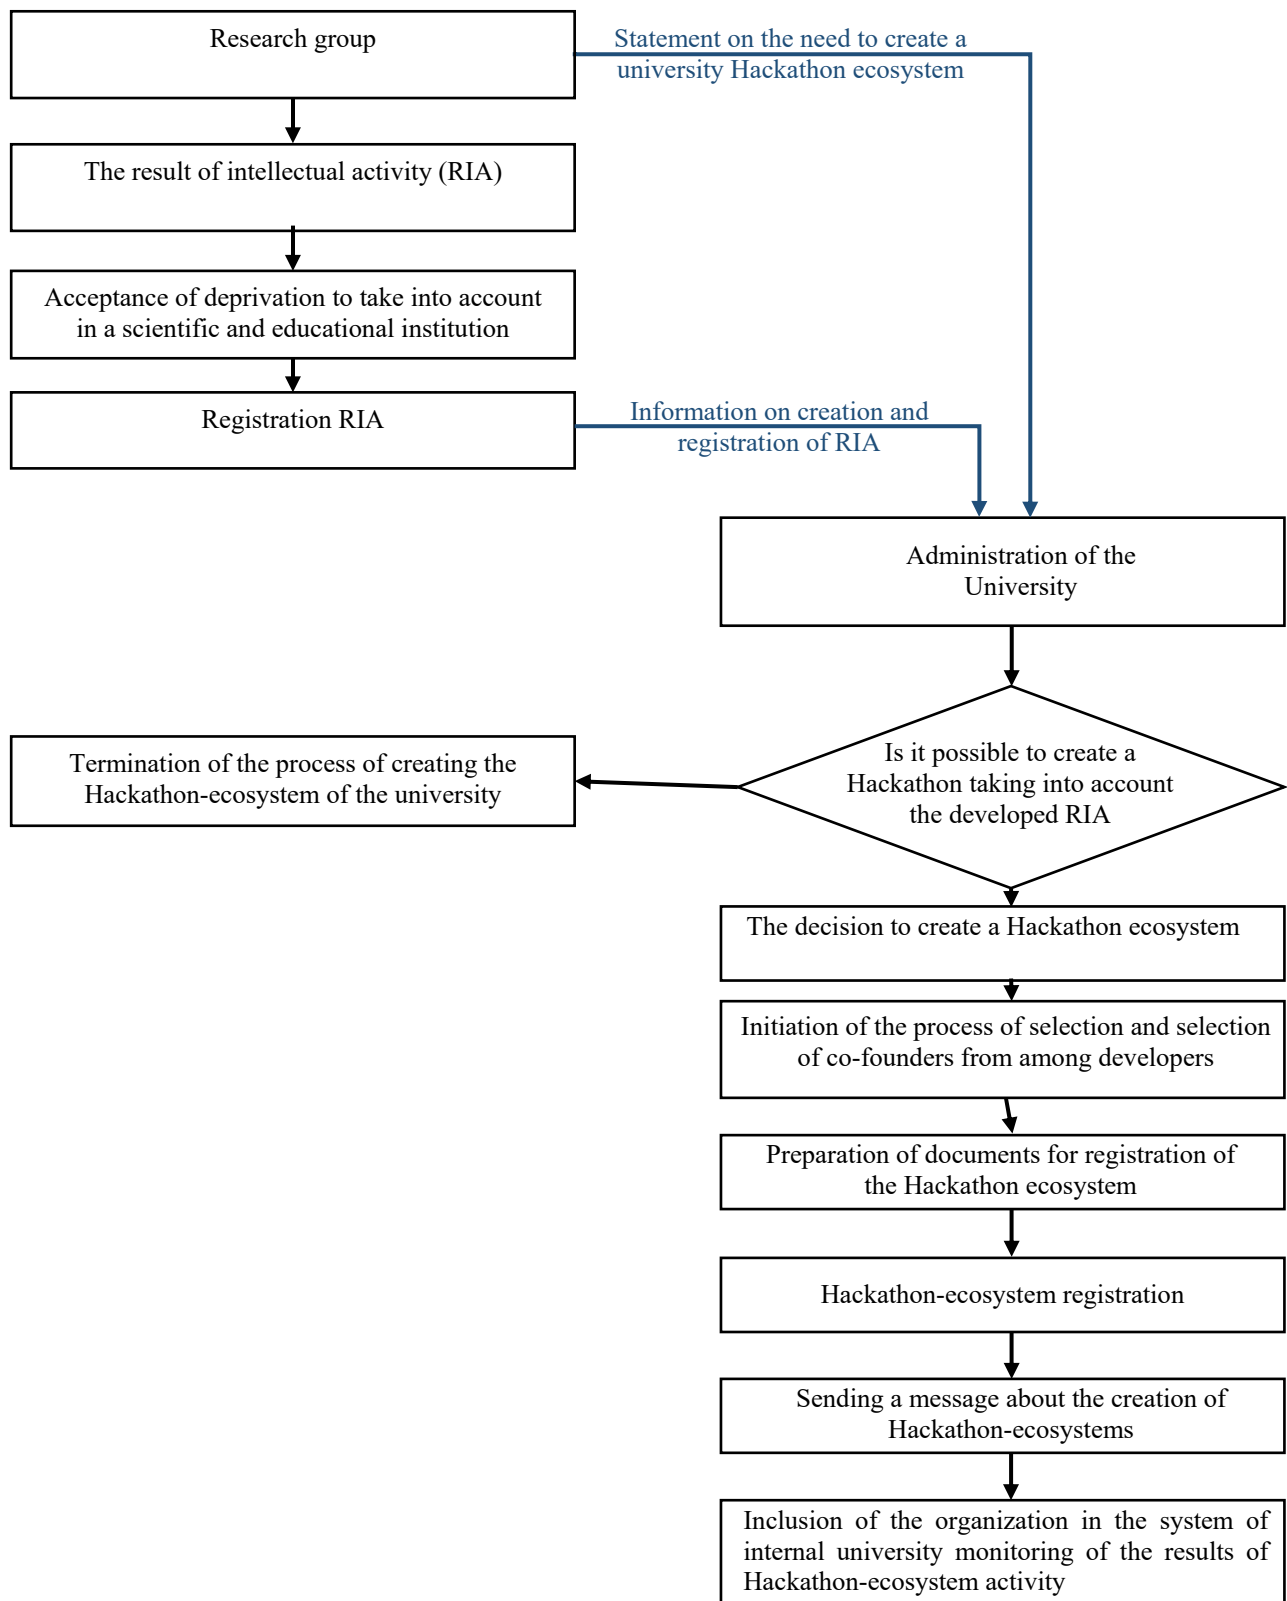 Research group
Statement on the need to create a
university Hackathon ecosystem
The result of intellectual activity (RIA)
Acceptance of deprivation to take into account
in a scientific and educational institution
Registration RIA
Information on creation and
registration of RIA
Administration of the
University
Is it possible to create a
Hackathon taking into account
the developed RIA
Termination of the process of creating the
Hackathon-ecosystem of the university
The decision to create a Hackathon ecosystem
Initiation of the process of selection and selection
of co-founders from among developers
Preparation of documents for registration of
the Hackathon ecosystem
Hackathon-ecosystem registration
Sending a message about the creation of
Hackathon-ecosystems
Inclusion of the organization in the system of
internal university monitoring of the results of
Hackathon-ecosystem activity